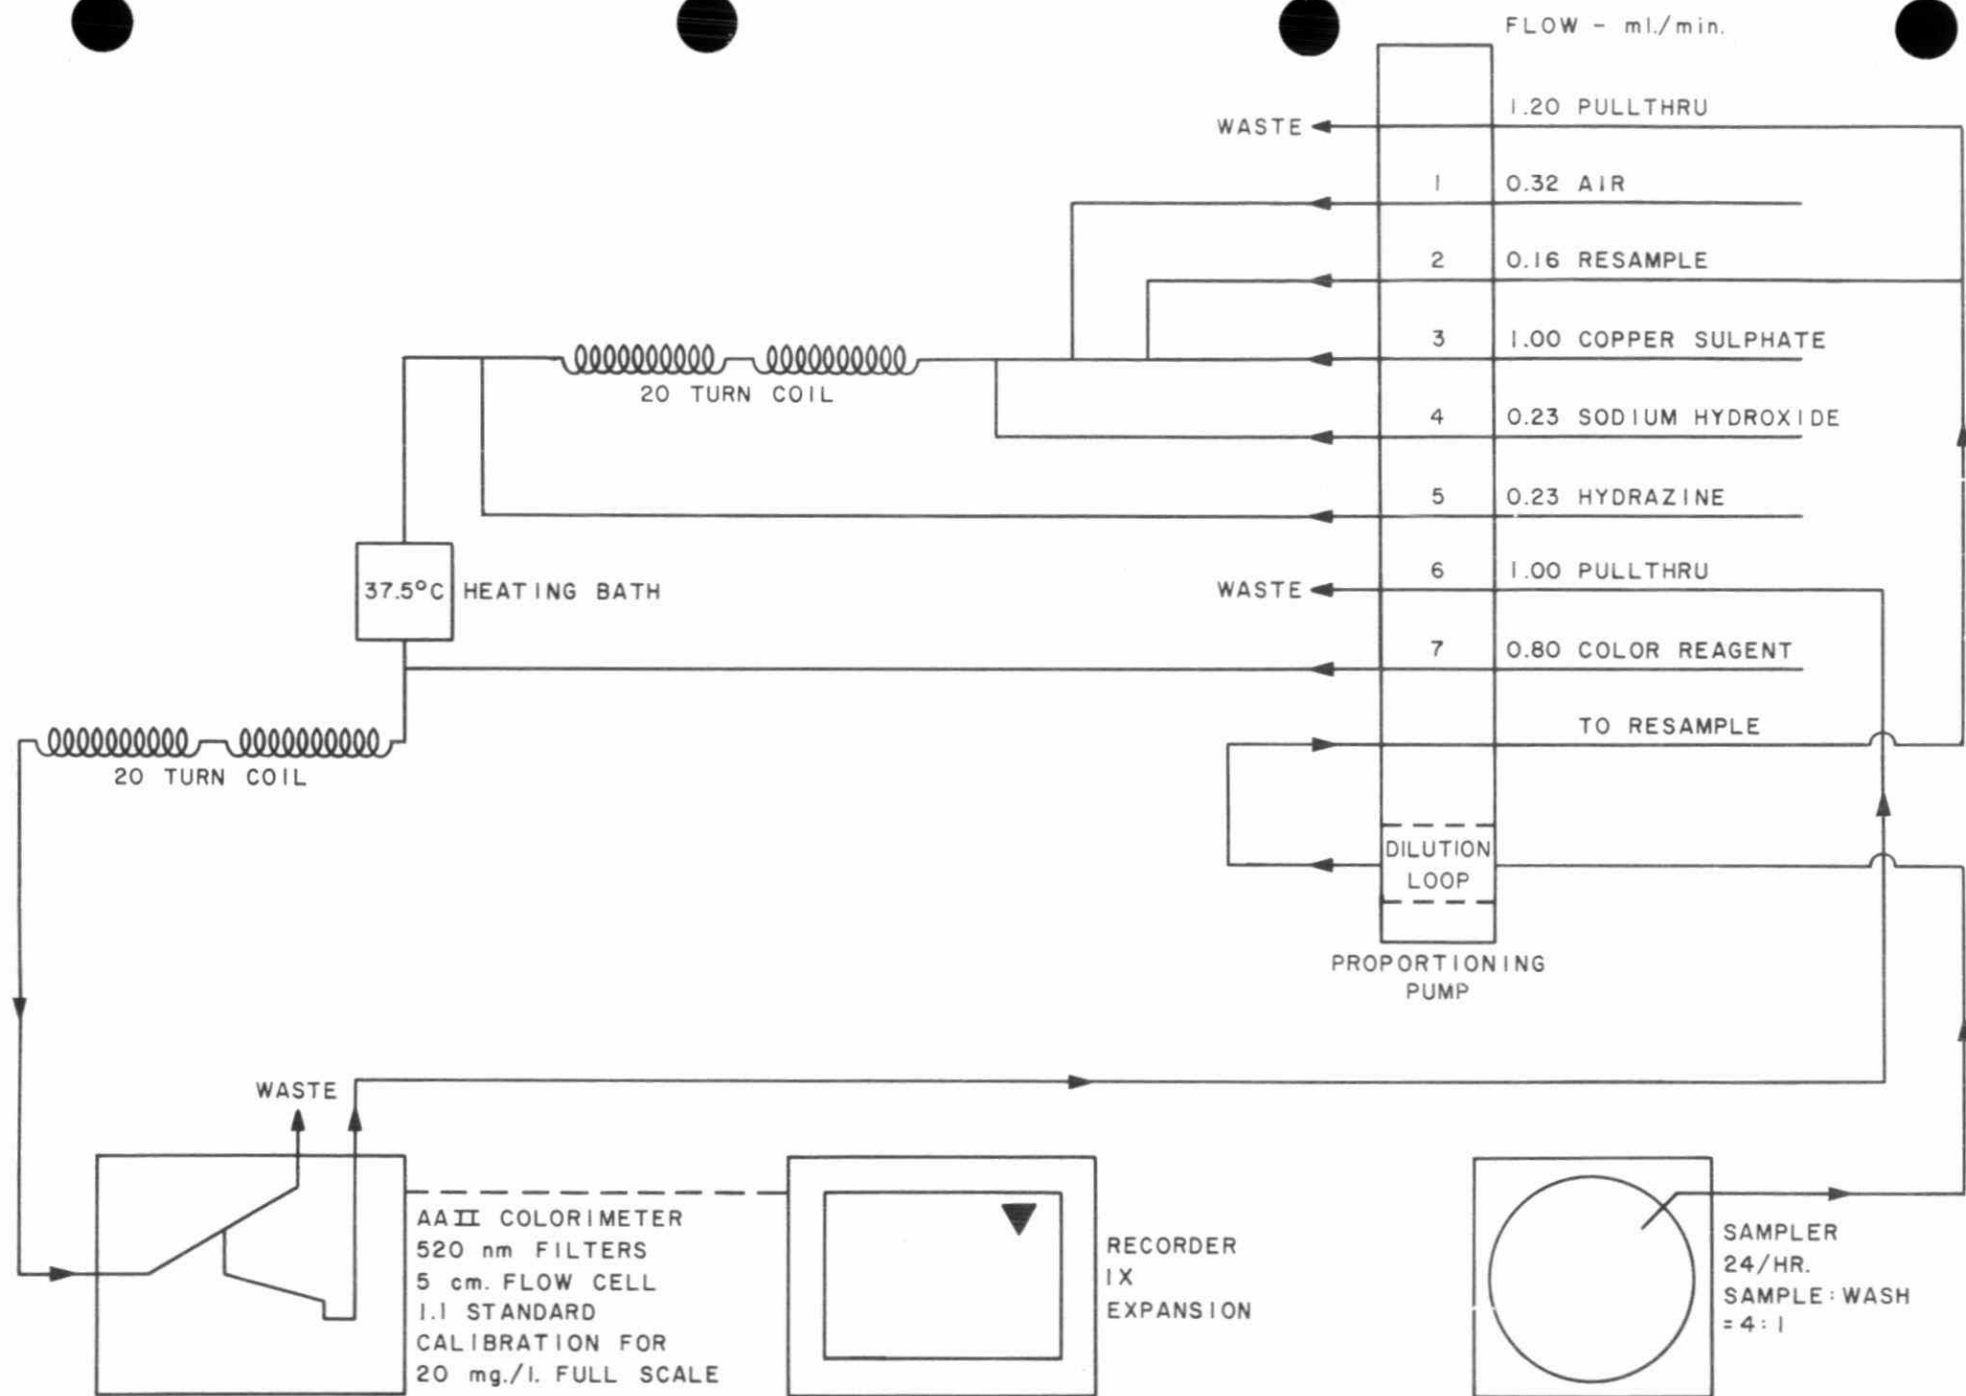 FLOW - ml./min.
1.20 PULLTHRU
WASTE
1 0.32 AIR
2 0.16 RESAMPLE
3 1.00 COPPER SULPHATE
20 TURN COIL
4 0.23 SODIUM HYDROXIDE
5 0.23 HYDRAZINE
37.5°C HEATING BATH
WASTE
6 1.00 PULLTHRU
7 0.80 COLOR REAGENT
TO RESAMPLE
20 TURN COIL
DILUTION
LOOP
PROPORTIONING
PUMP
WASTE
AAII COLORIMETER
520 nm FILTERS
5 cm. FLOW CELL
1.1 STANDARD
CALIBRATION FOR
20 mg./l. FULL SCALE
RECORDER
1X
EXPANSION
SAMPLER
24/HR.
SAMPLE:WASH
=4:1